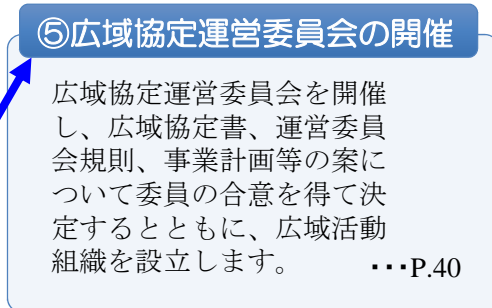 ⑤広域協定運営委員会の開催
広域協定運営委員会を開催
し、広域協定書、運営委員
会規則、事業計画等の案に
ついて委員の合意を得て決
定するとともに、広域活動
組織を設立します。 ・・・P.40